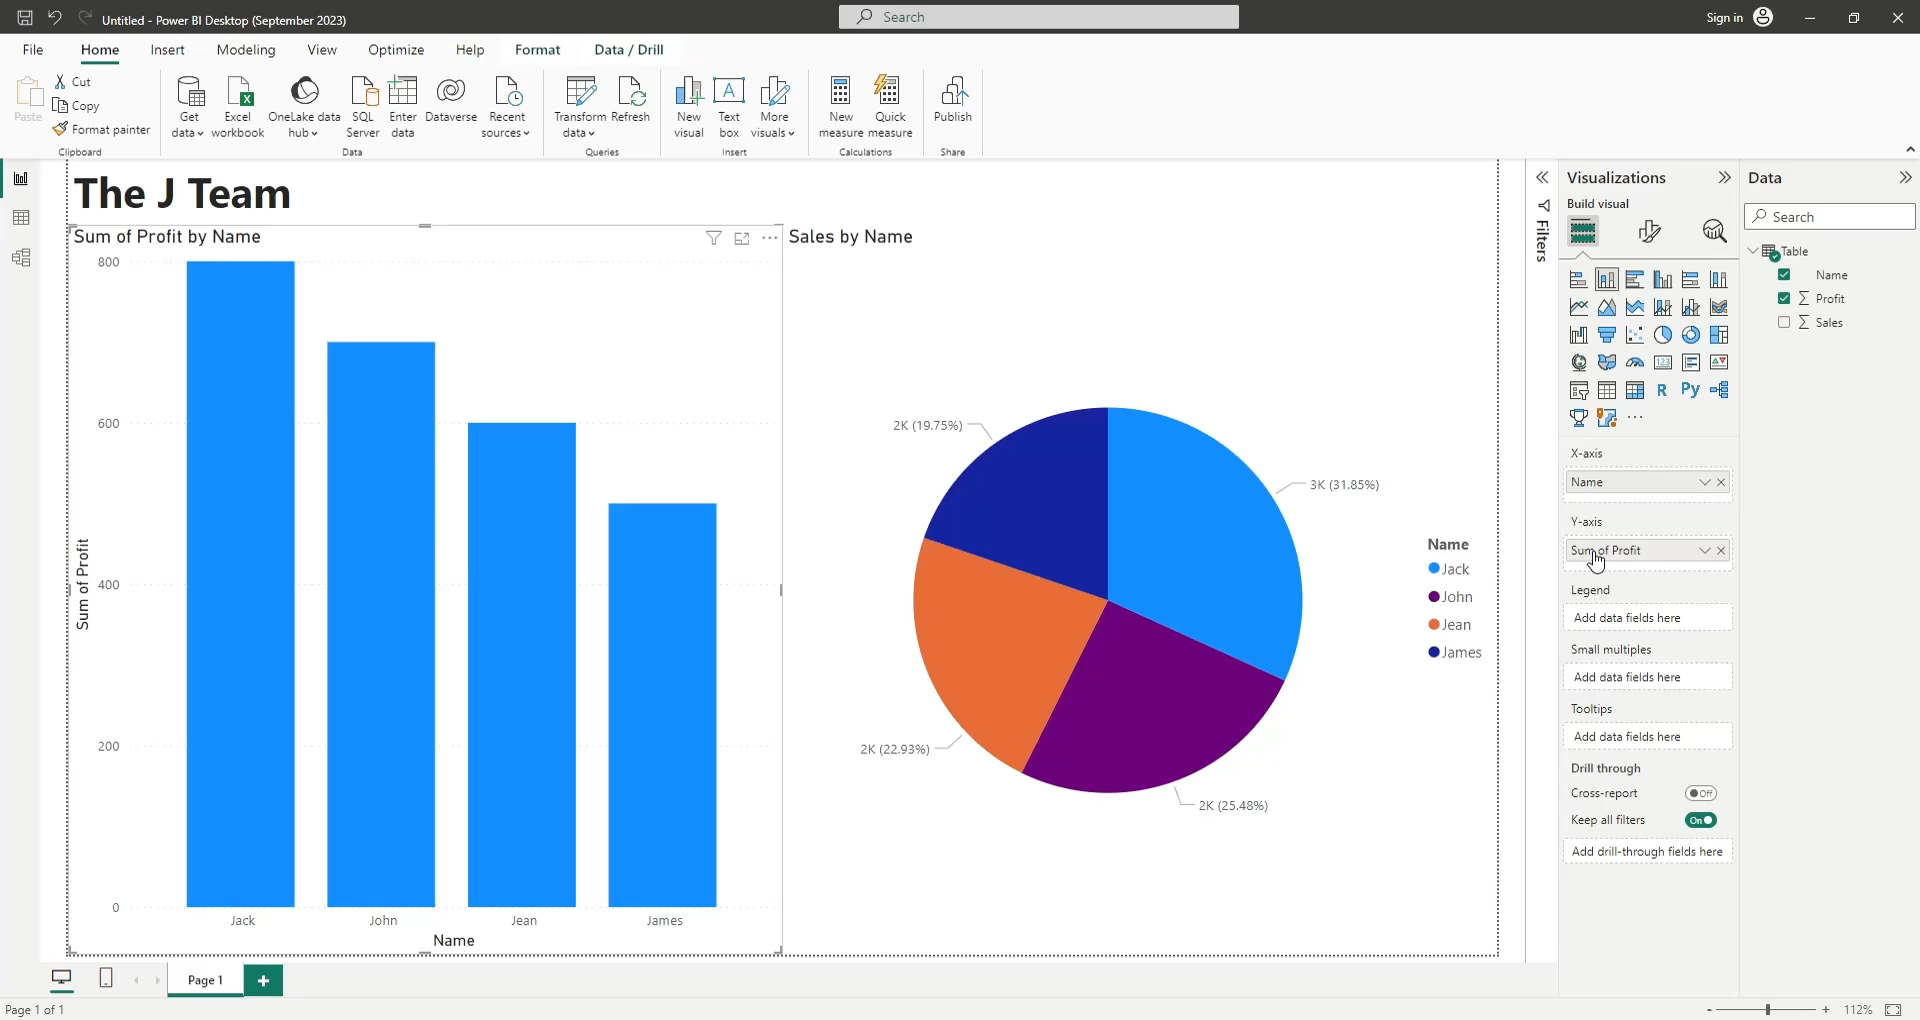 Untitled - Power BI Desktop (September 2023)
Search
Sign in
File
Home
Insert
Modeling
View
Optimize
Help
Format
Data / Drill
Paste
Cut
Copy
Format painter
Clipboard
Get
data
Excel
workbook
OneLake data
hub
SQL
Server
Enter
data
Dataverse
Recent
sources
Data
Transform
data
Refresh
Queries
New
visual
Text
box
More
visuals
Insert
New
measure
Quick
measure
Calculations
Publish
Share
The J Team
Sum of Profit by Name
800
600
400
200
0
Sum of Profit
Jack
John
Jean
James
Name
Sales by Name
2K (19.75%)
3K (31.85%)
2K (22.93%)
2K (25.48%)
Name
Jack
John
Jean
James
Filters
Visualizations
Build visual
123
R
Py
X-axis
Name
Y-axis
Sum of Profit
Legend
Add data fields here
Small multiples
Add data fields here
Tooltips
Add data fields here
Drill through
Cross-report
Off
Keep all filters
On
Add drill-through fields here
Data
Search
Table
Name
Profit
Sales
Page 1
Page 1 of 1
112%